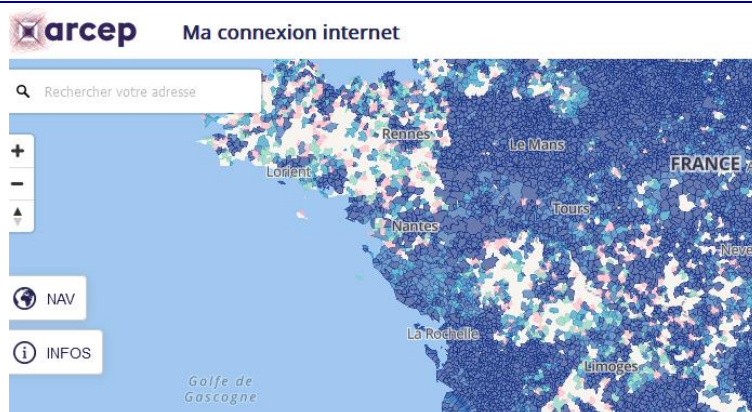 arcep
Ma connexion internet
Rechercher votre adresse
Rennes
Le Mans
Lorient
FRANCE
Tours
Nantes
NAV
La Rochelle
INFOS
Limoges
Golfe de
Gascogne